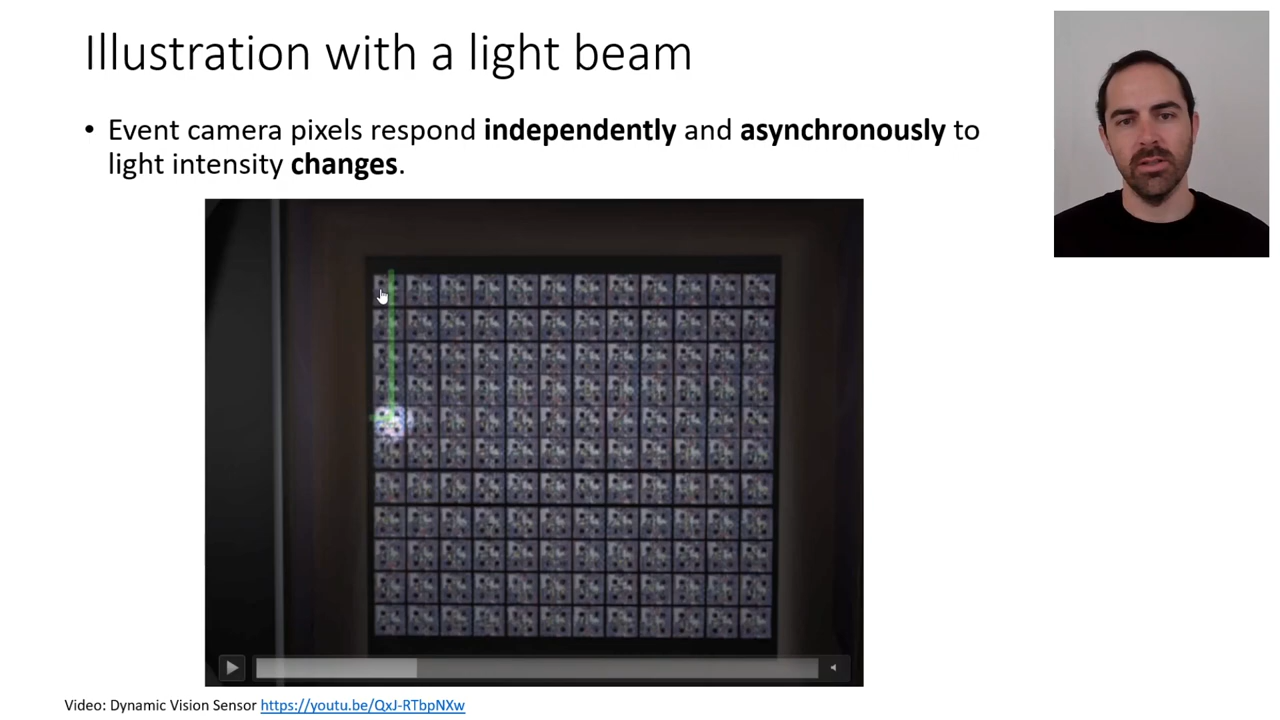 Illustration with a light beam
• Event camera pixels respond independently and asynchronously to
light intensity changes.
Video: Dynamic Vision Sensor https://youtu.be/QxJ-RTbpNXw